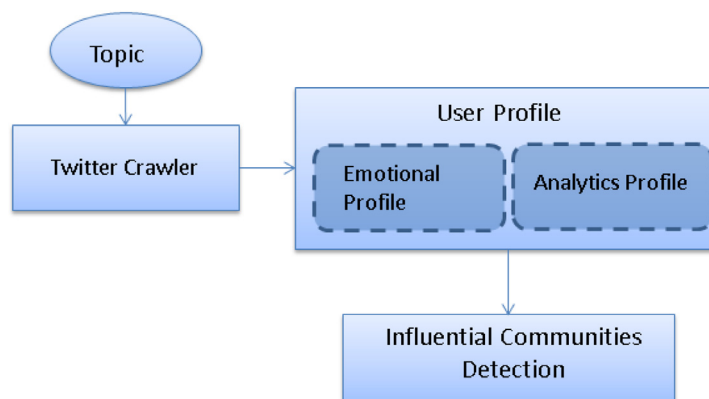 Topic
Twitter Crawler
User Profile
Emotional
Profile
Analytics Profile
Influential Communities
Detection